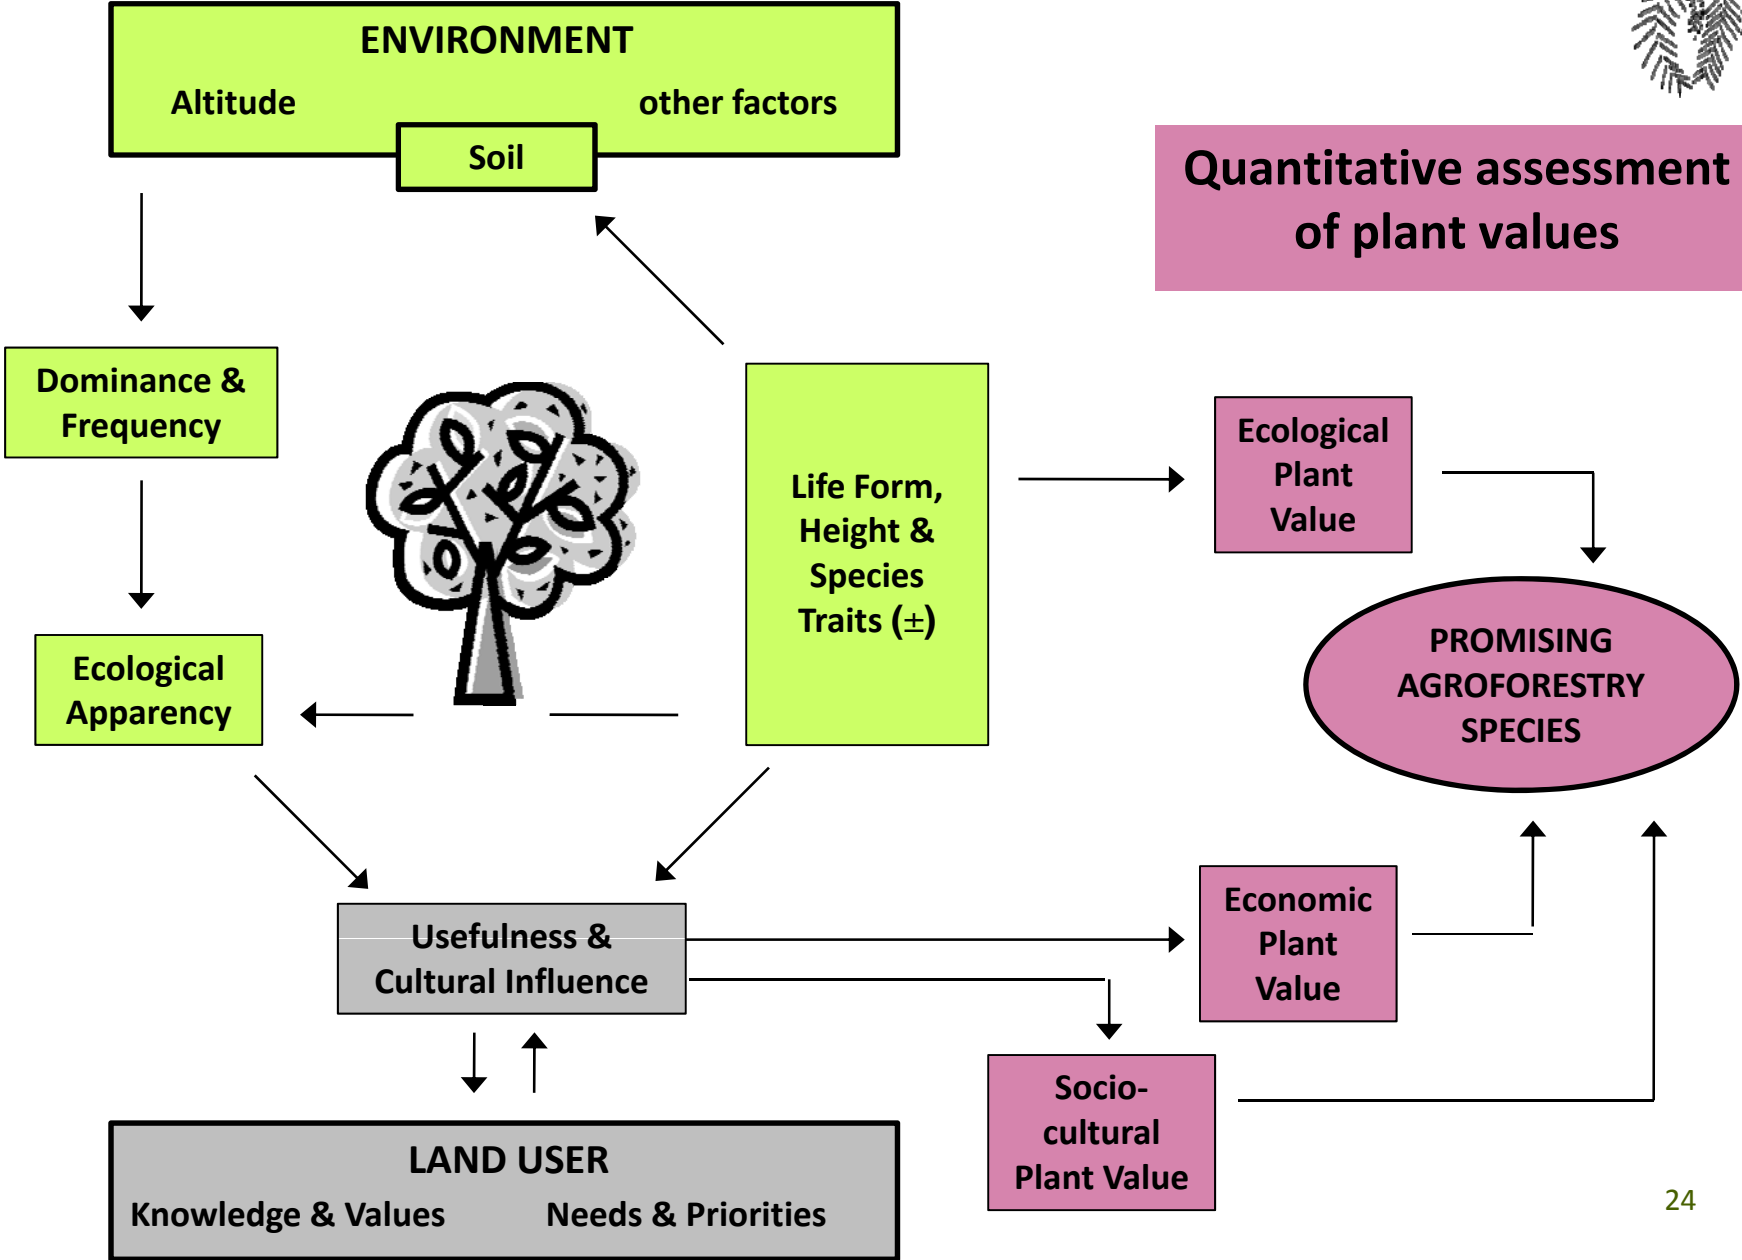 ENVIRONMENT
Altitude other factors
Soil
Quantitative assessment
of plant values
Dominance &
Frequency
Life Form,
Height &
Species
Traits (±)
Ecological
Plant
Value
Ecological
Apparency
PROMISING
AGROFORESTRY
SPECIES
Usefulness &
Cultural Influence
Economic
Plant
Value
Socio-
cultural
Plant Value
LAND USER
Knowledge & Values Needs & Priorities
24